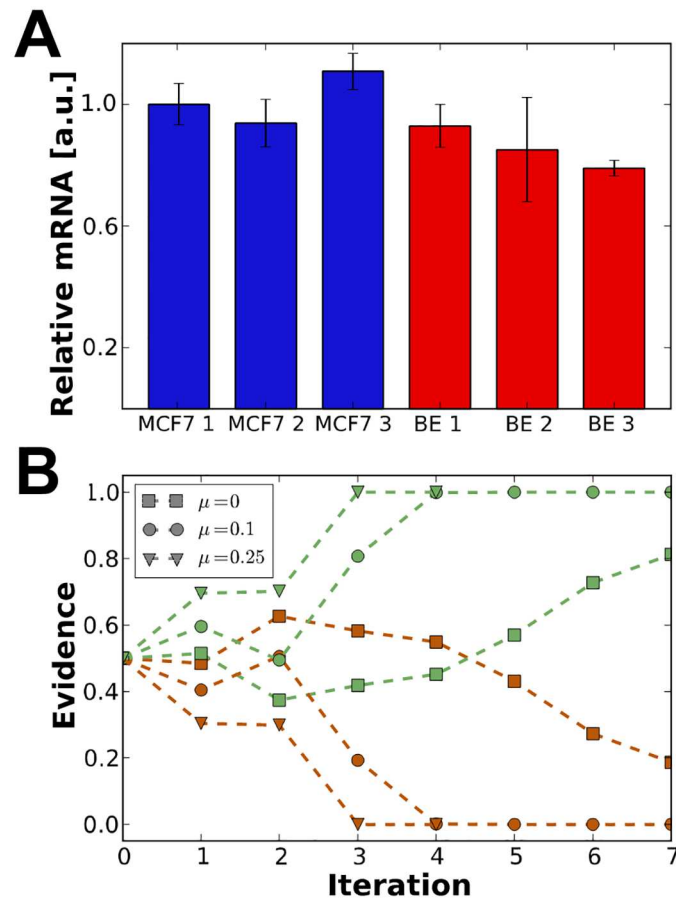 A
Relative mRNA [a.u.]
1.0
0.6
0.2
MCF7 1 MCF7 2 MCF7 3 BE 1 BE 2 BE 3
B
Evidence
1.0
0.8
0.6
0.4
0.2
0.0
μ=0
μ=0.1
μ=0.25
0 1 2 3 4 5 6 7
Iteration